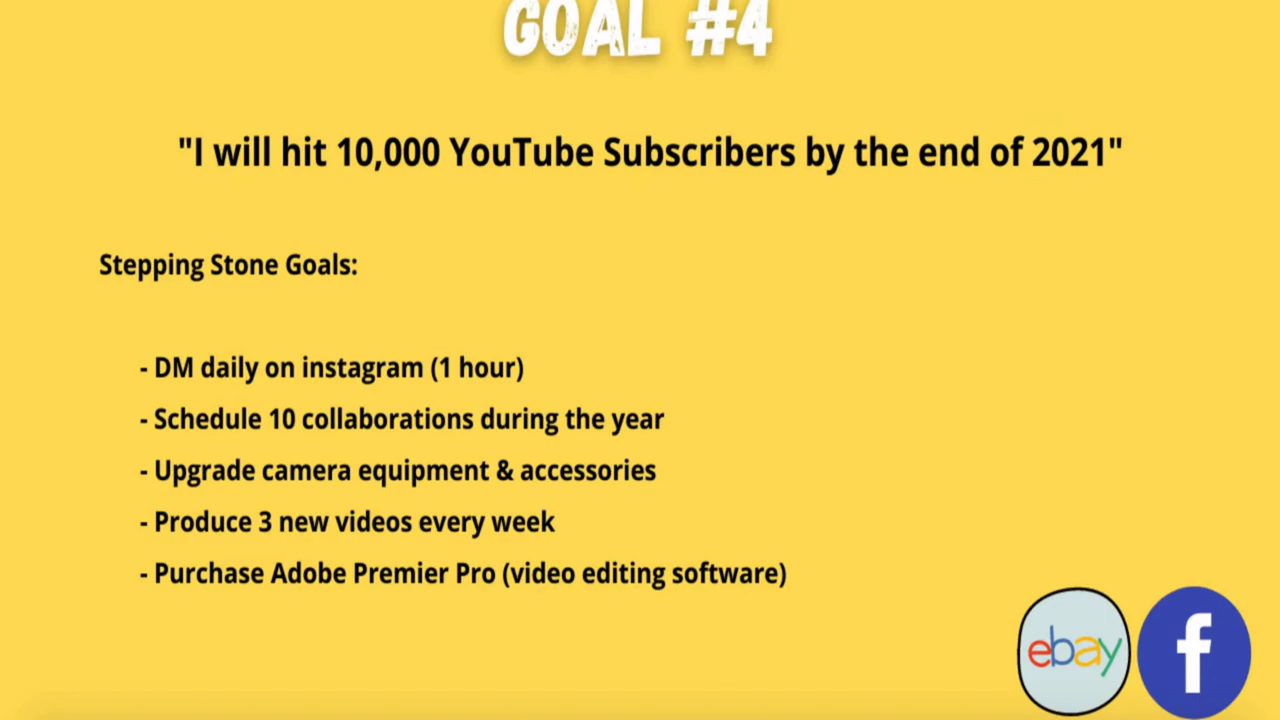 GOAL #4
"I will hit 10,000 YouTube Subscribers by the end of 2021"
Stepping Stone Goals:
- DM daily on instagram (1 hour)
- Schedule 10 collaborations during the year
- Upgrade camera equipment & accessories
- Produce 3 new videos every week
- Purchase Adobe Premier Pro (video editing software)
ebay f